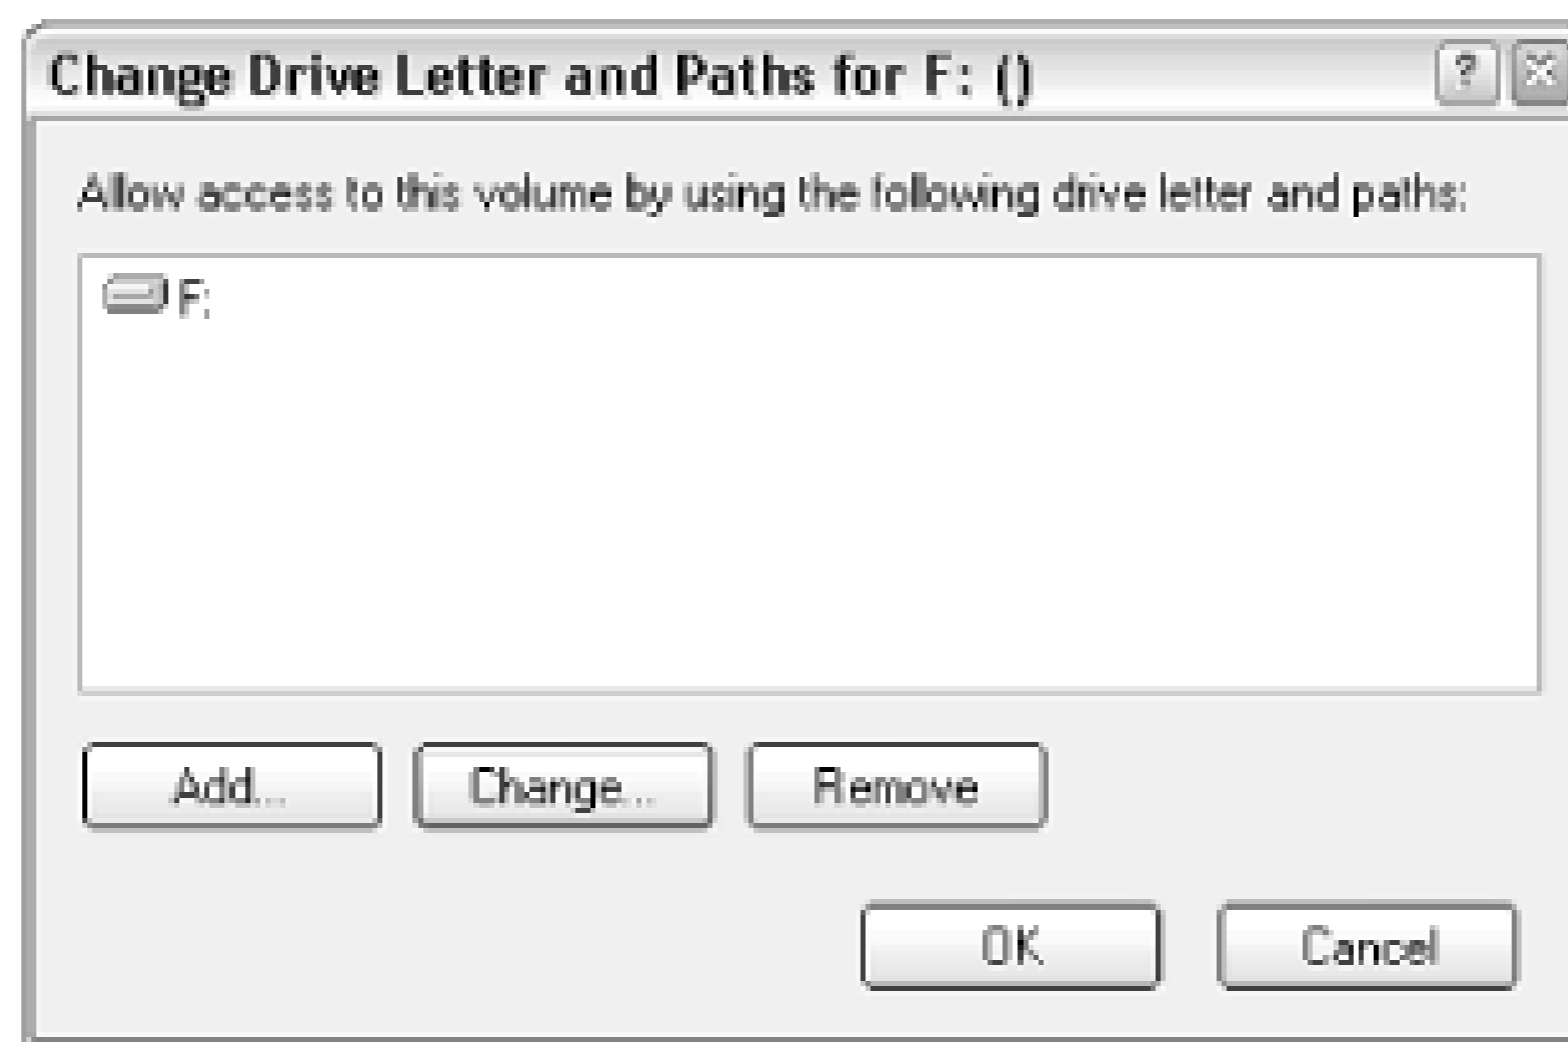 Change Drive Letter and Paths for F: ()
?
Allow access to this volume by using the following drive letter and paths:
F:
Add... Change... Remove
OK Cancel